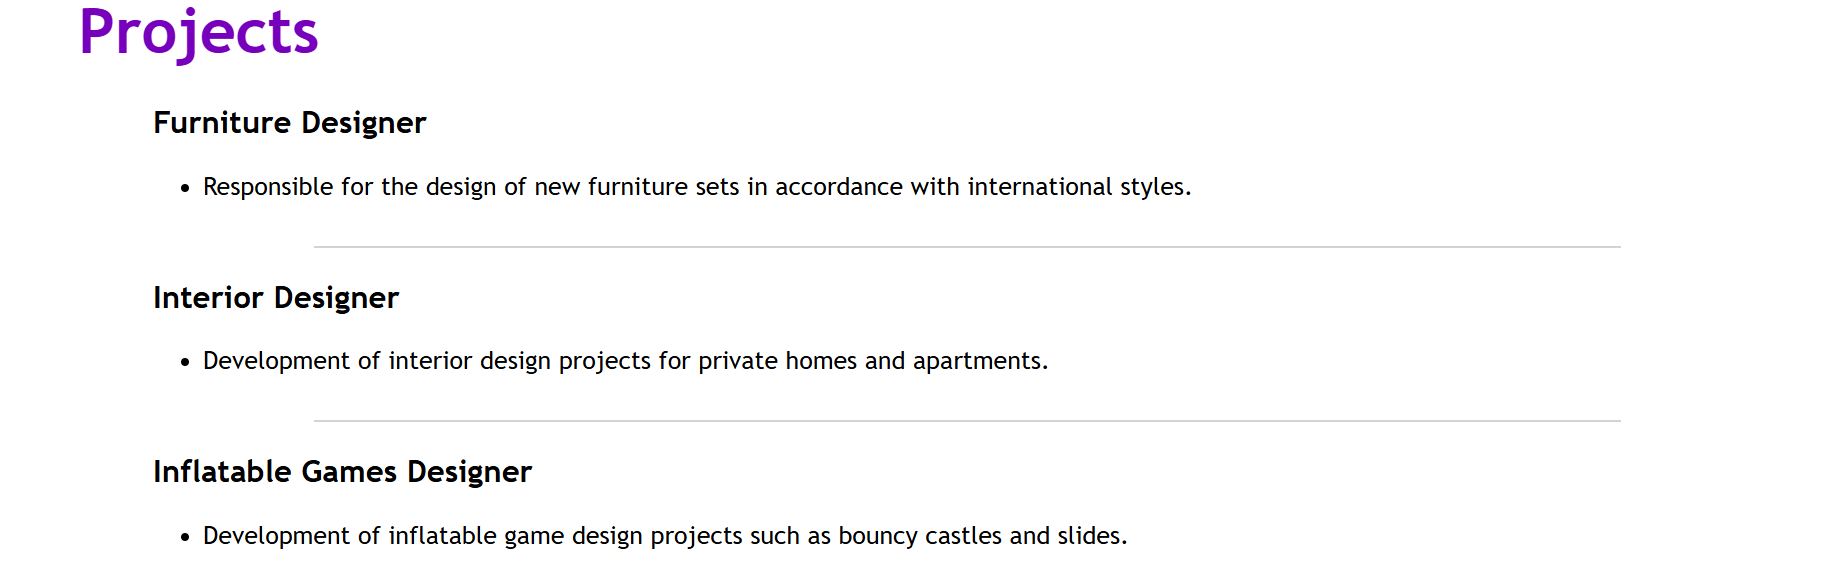 Projects
Furniture Designer
• Responsible for the design of new furniture sets in accordance with international styles.
Interior Designer
• Development of interior design projects for private homes and apartments.
Inflatable Games Designer
• Development of inflatable game design projects such as bouncy castles and slides.